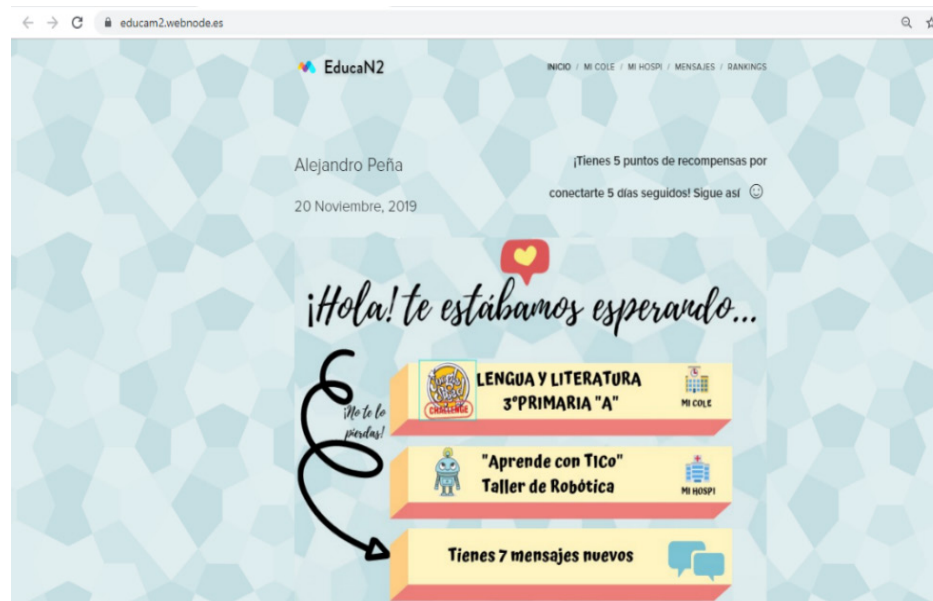 educam2.webnode.es
EducaN2
INICIO / MI COLE / MI HOSPI / MENSAJES / RANKINGS
Alejandro Peña
¡Tienes 5 puntos de recompensas por
conectarte 5 días seguidos! Sigue así
20 Noviembre, 2019
¡Hola! te estábamos esperando...
¡No te lo
pierdas!
CHALLENGE
LENGUA Y LITERATURA
3ºPRIMARIA "A"
MI COLE
"Aprende con TICo"
Taller de Robótica
MI HOSPI
Tienes 7 mensajes nuevos